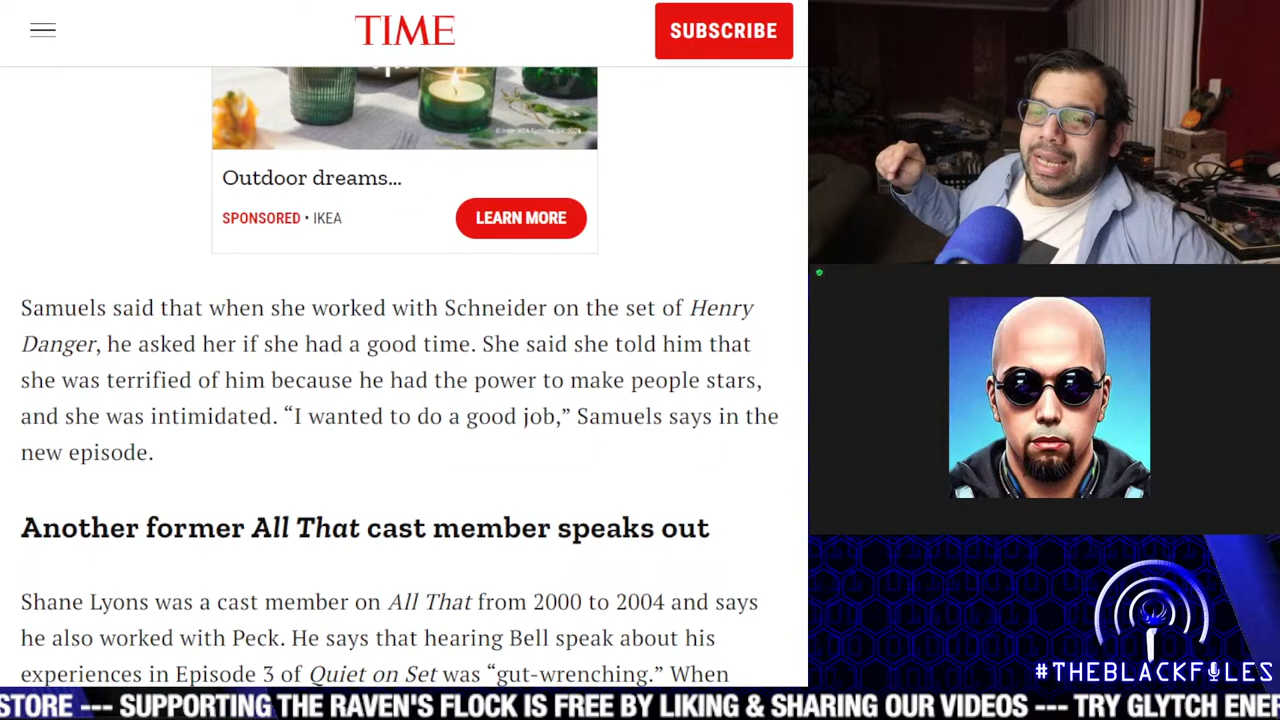 TIME
SUBSCRIBE
© Inter IKEA Systems B.V. 2024
Outdoor dreams...
SPONSORED • IKEA
LEARN MORE
Samuels said that when she worked with Schneider on the set of Henry
Danger, he asked her if she had a good time. She said she told him that
she was terrified of him because he had the power to make people stars,
and she was intimidated. “I wanted to do a good job,” Samuels says in the
new episode.
Another former All That cast member speaks out
Shane Lyons was a cast member on All That from 2000 to 2004 and says
he also worked with Peck. He says that hearing Bell speak about his
experiences in Episode 3 of Quiet on Set was “gut-wrenching.” When
#THEBLACKFILES
STORE --- SUPPORTING THE RAVEN'S FLOCK IS FREE BY LIKING & SHARING OUR VIDEOS --- TRY GLYTCH ENER